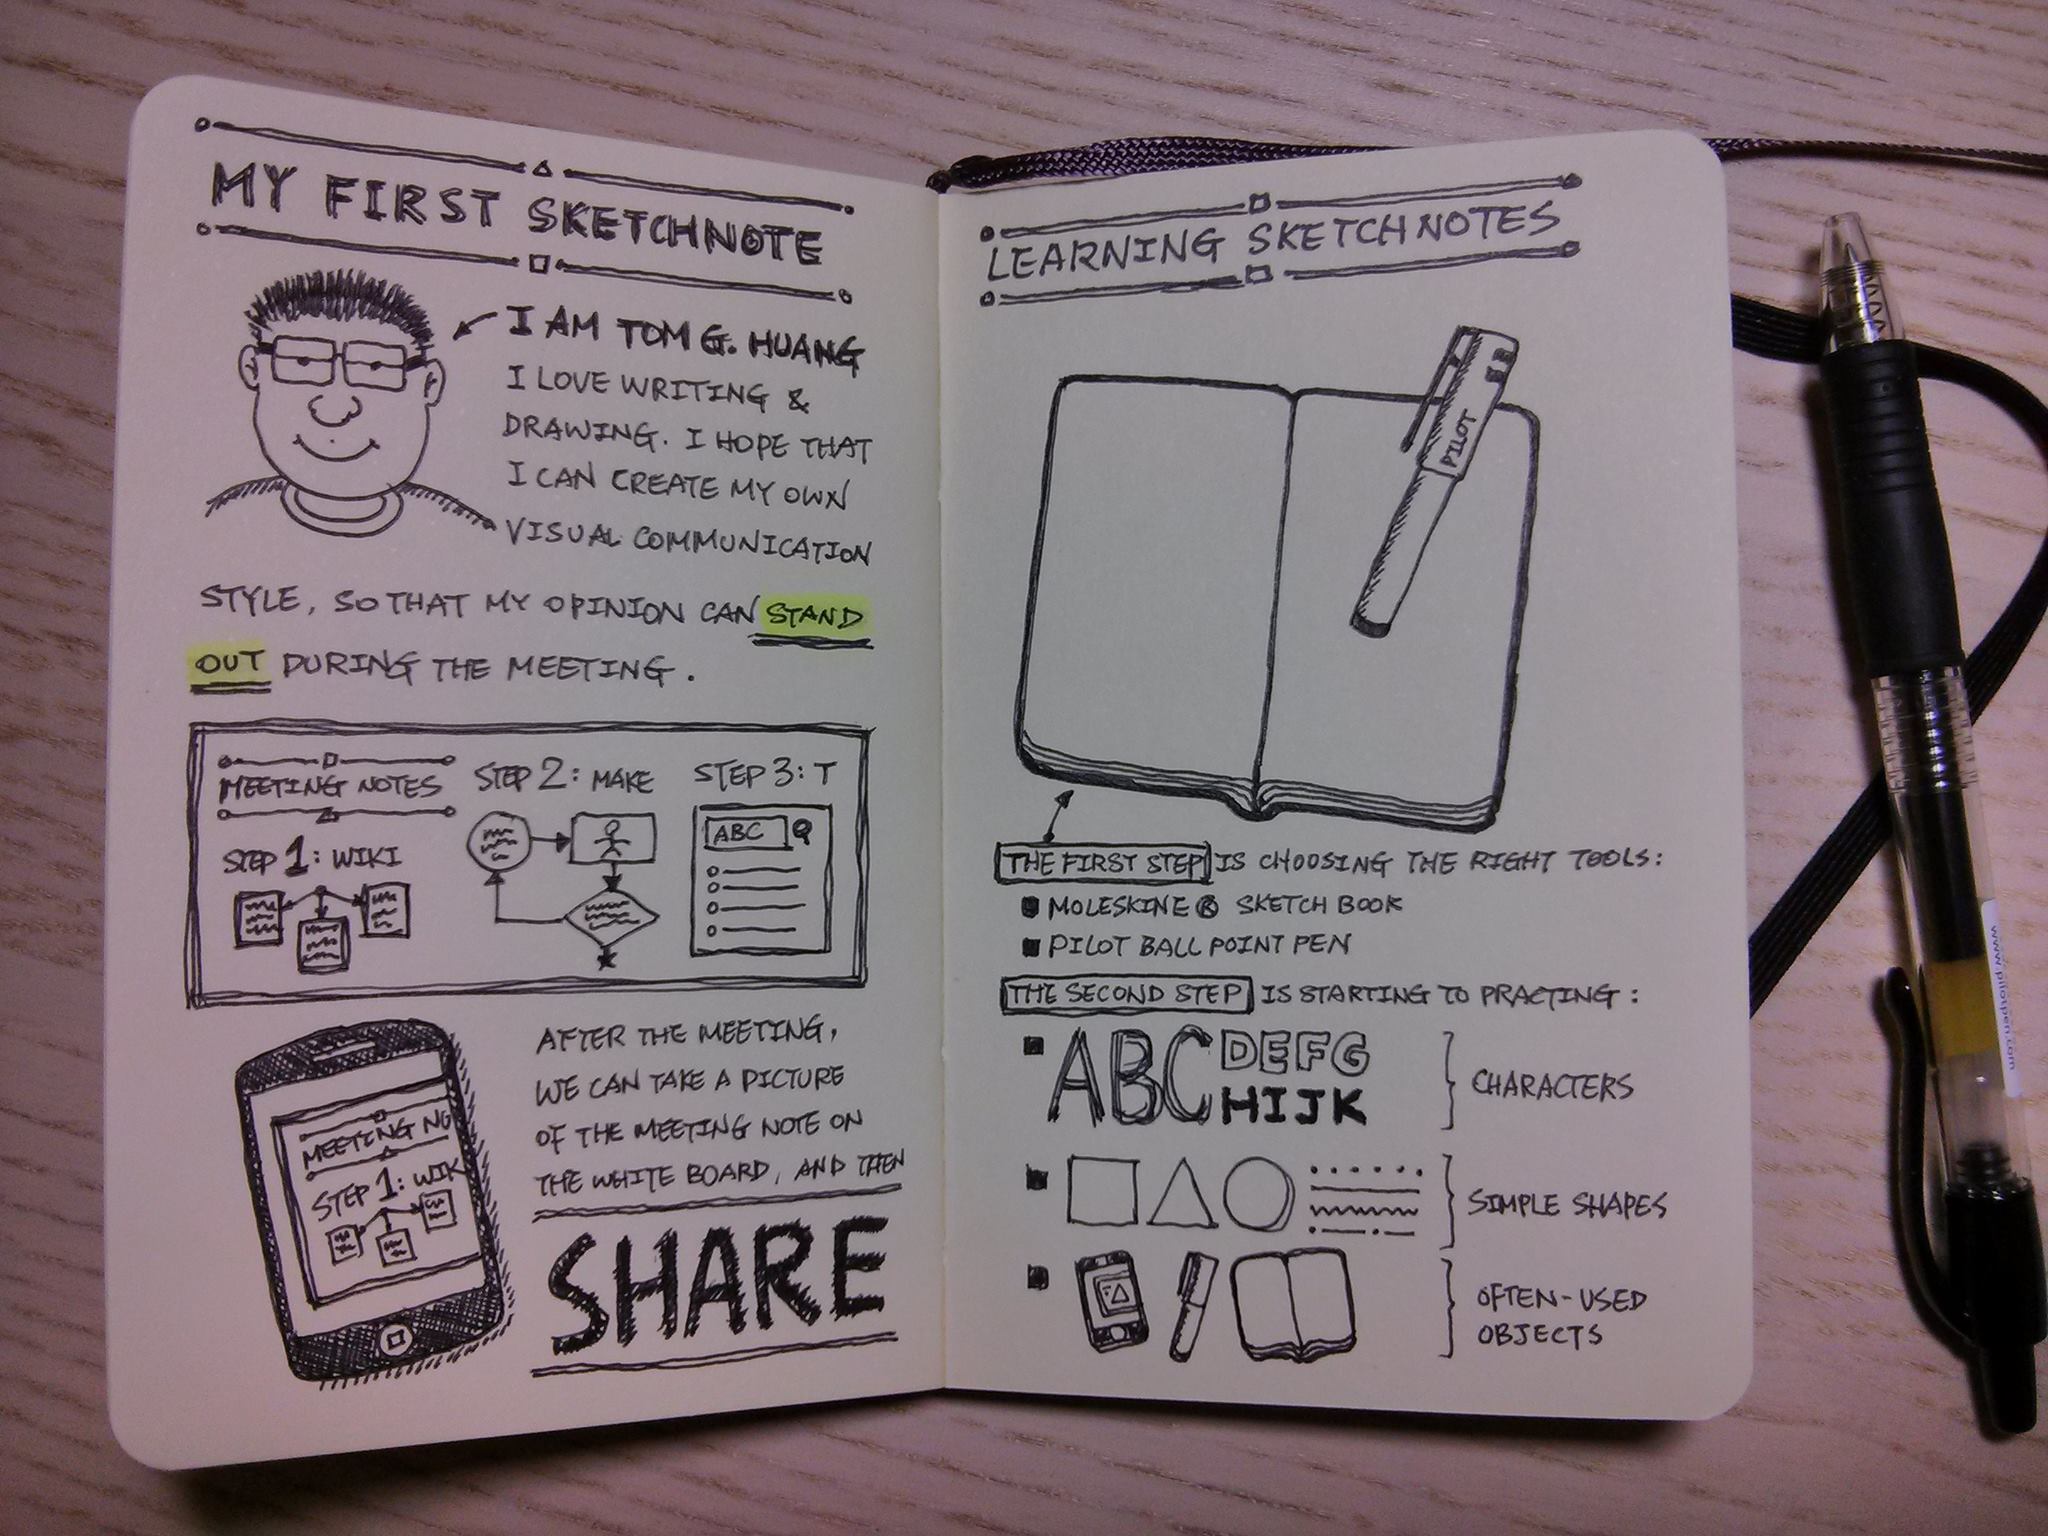 MY FIRST SKETCHNOTE
I AM TOM G. HUANG
I LOVE WRITING &
DRAWING. I HOPE THAT
I CAN CREATE MY OWN
VISUAL COMMUNICATION
STYLE, SO THAT MY OPINION CAN STAND
OUT DURING THE MEETING.
MEETING NOTES
STEP 1: WIKI
STEP 2: MAKE
STEP 3: T
ABC
MEETING NO
STEP 1: WIK
AFTER THE MEETING,
WE CAN TAKE A PICTURE
OF THE MEETING NOTE ON
THE WHITE BOARD, AND THEN
SHARE
LEARNING SKETCHNOTES
PILOT
THE FIRST STEP IS CHOOSING THE RIGHT TOOLS:
MOLESKINE® SKETCH BOOK
PILOT BALL POINT PEN
THE SECOND STEP IS STARTING TO PRACTING:
ABCDEFG
HIJK
CHARACTERS
SIMPLE SHAPES
OFTEN-USED
OBJECTS
www.pilotpen.com